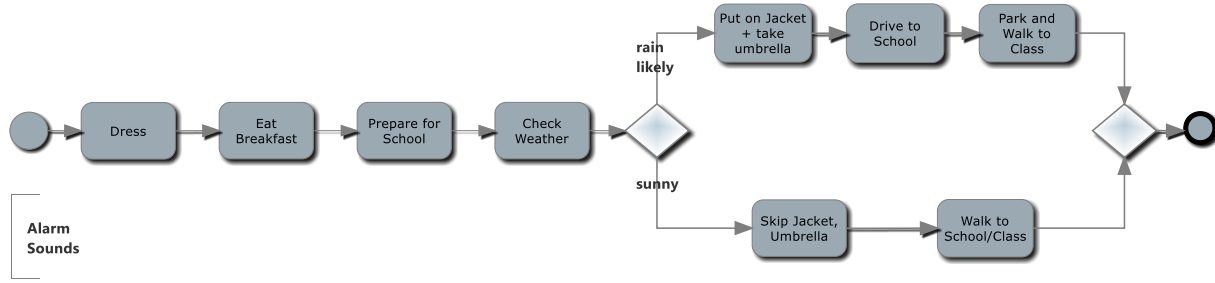 Dress
Eat
Breakfast
Prepare for
School
Check
Weather
rain
likely
Put on Jacket
+ take
umbrella
Drive to
School
Park and
Walk to
Class
sunny
Skip Jacket,
Umbrella
Walk to
School/Class
Alarm
Sounds